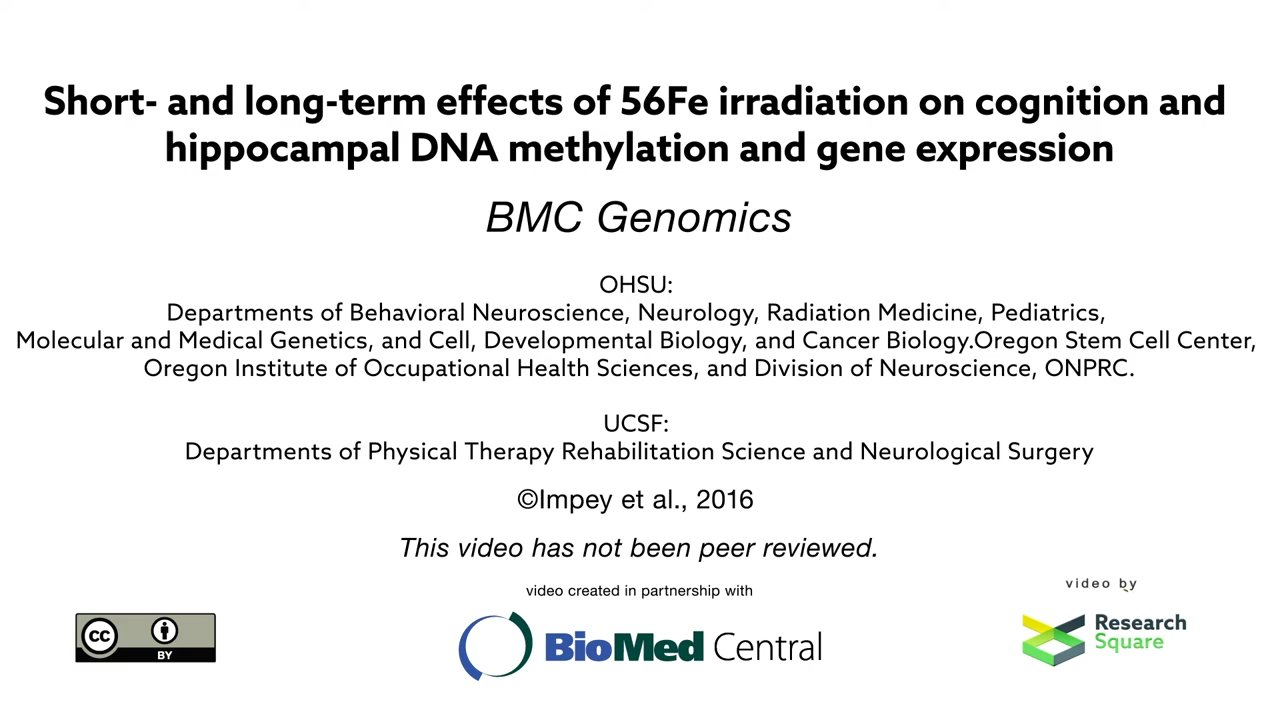 Short- and long-term effects of 56Fe irradiation on cognition and
hippocampal DNA methylation and gene expression
BMC Genomics
OHSU:
Departments of Behavioral Neuroscience, Neurology, Radiation Medicine, Pediatrics,
Molecular and Medical Genetics, and Cell, Developmental Biology, and Cancer Biology.Oregon Stem Cell Center,
Oregon Institute of Occupational Health Sciences, and Division of Neuroscience, ONPRC.
UCSF:
Departments of Physical Therapy Rehabilitation Science and Neurological Surgery
©Impey et al., 2016
This video has not been peer reviewed.
video created in partnership with
video by
CC
BY
BioMed Central
Research
Square